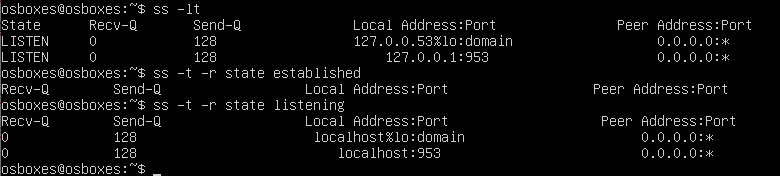 osboxes@osboxes:~$ ss -lt
State Recv-Q Send-Q Local Address:Port Peer Address:Port
LISTEN 0 128 127.0.0.53%lo:domain 0.0.0.0:*
LISTEN 0 128 127.0.0.1:953 0.0.0.0:*
osboxes@osboxes:~$ ss -t -r state established
Recv-Q Send-Q Local Address:Port Peer Address:Port
osboxes@osboxes:~$ ss -t -r state listening
Recv-Q Send-Q Local Address:Port Peer Address:Port
0 128 localhost%lo:domain 0.0.0.0:*
0 128 localhost:953 0.0.0.0:*
osboxes@osboxes:~$ _